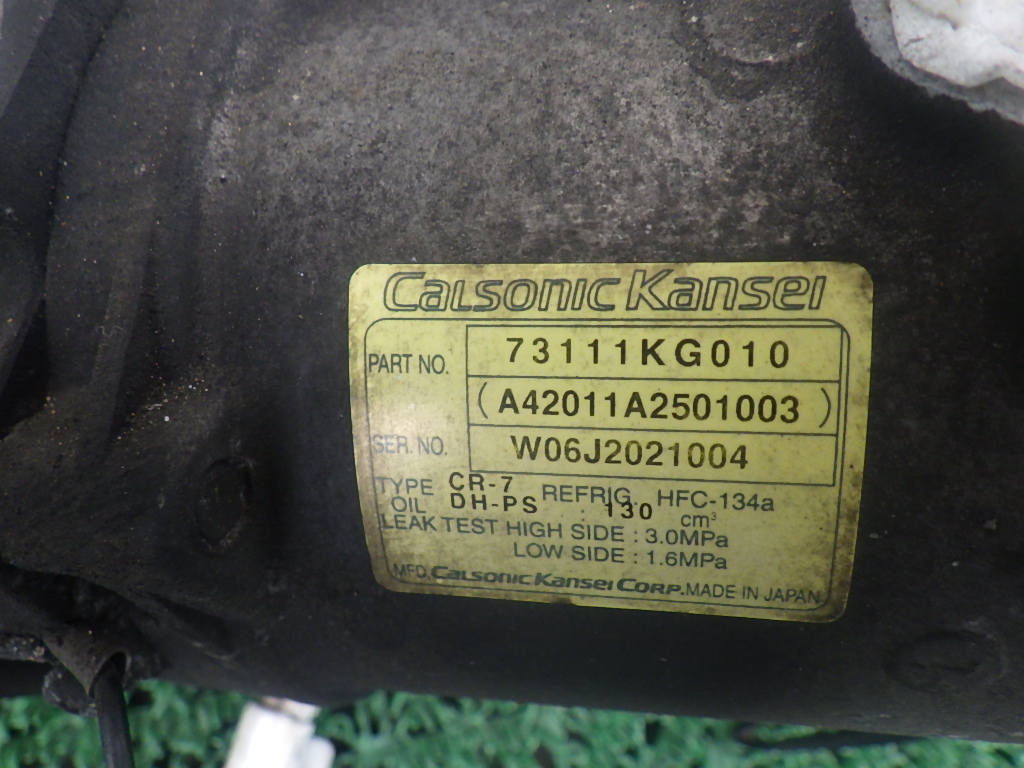 Calsonic Kansei
PART NO. 73111KG010
(A42011A2501003)
SER. NO. W06J2021004
TYPE CR-7 REFRIG HFC-134a
OIL DH-PS : 130 cm³
LEAK TEST HIGH SIDE : 3.0MPa
LOW SIDE : 1.6MPa
MFD. Calsonic Kansei Corp. MADE IN JAPAN